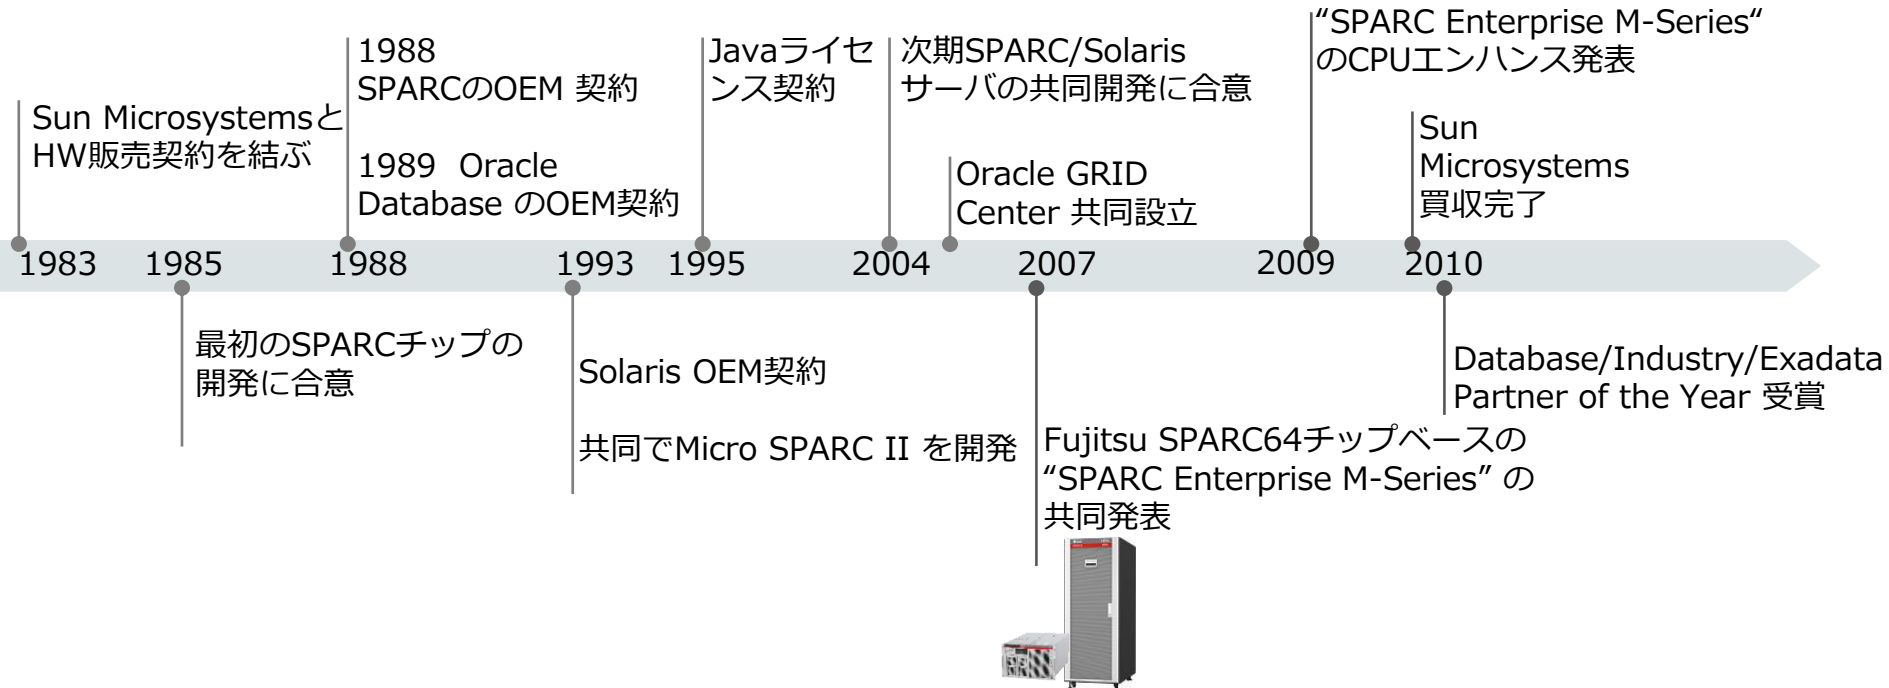 Sun Microsystemsと
HW販売契約を結ぶ
1988
SPARCのOEM 契約
1989 Oracle
Database のOEM契約
Javaライセ
ンス契約
次期SPARC/Solaris
サーバの共同開発に合意
Oracle GRID
Center 共同設立
“SPARC Enterprise M-Series“
のCPUエンハンス発表
Sun
Microsystems
買収完了
1983 1985 1988 1993 1995 2004 2007 2009 2010
最初のSPARCチップの
開発に合意
Solaris OEM契約
共同でMicro SPARC II を開発
Fujitsu SPARC64チップベースの
“SPARC Enterprise M-Series” の
共同発表
Database/Industry/Exadata
Partner of the Year 受賞